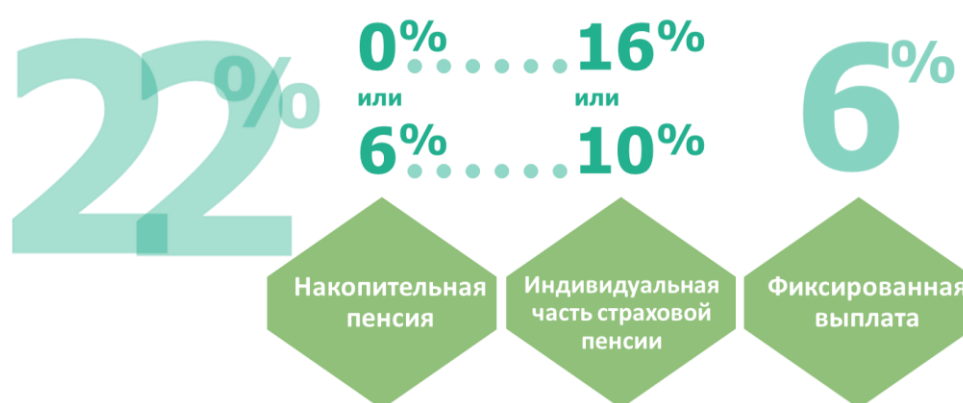 22%
0% 16%
или или
6% 10%
6%
Накопительная
пенсия
Индивидуальная
часть страховой
пенсии
Фиксированная
выплата